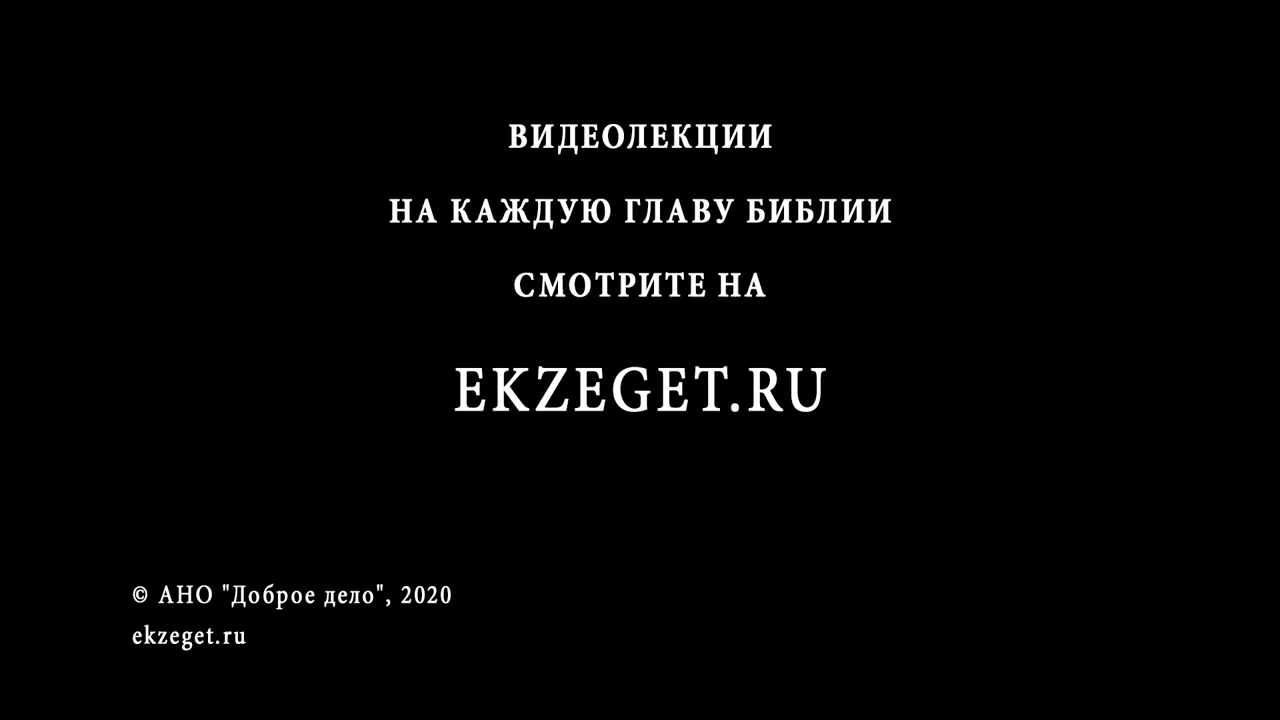 ВИДЕОЛЕКЦИИ
НА КАЖДУЮ ГЛАВУ БИБЛИИ
СМОТРИТЕ НА
EKZEGET.RU
© АНО "Доброе дело", 2020
ekzeget.ru